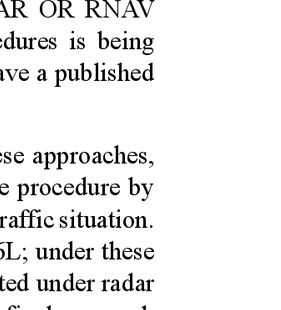 AR OR RNAV
edures is being
ave a published
ese approaches,
e procedure by
raffic situation.
6L; under these
ted under radar